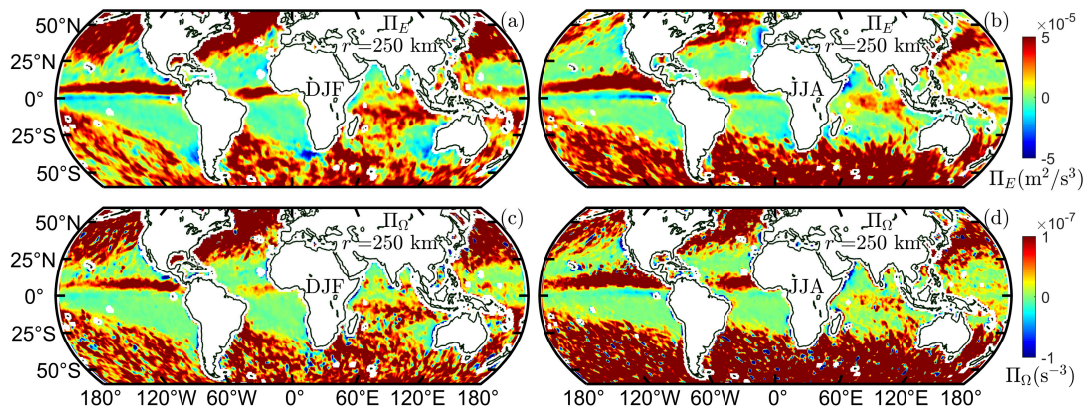 Π_E (a)
r=250 km
DJF
50°N
25°N
0°
25°S
50°S
Π_E (b)
r=250 km
JJA
×10⁻⁵
5
0
-5
Π_E(m²/s³)
Π_Ω (c)
r=250 km
DJF
50°N
25°N
0°
25°S
50°S
180° 120°W 60°W 0° 60°E 120°E 180°
Π_Ω (d)
r=250 km
JJA
180° 120°W 60°W 0° 60°E 120°E 180°
×10⁻⁷
1
0
-1
Π_Ω(s⁻³)